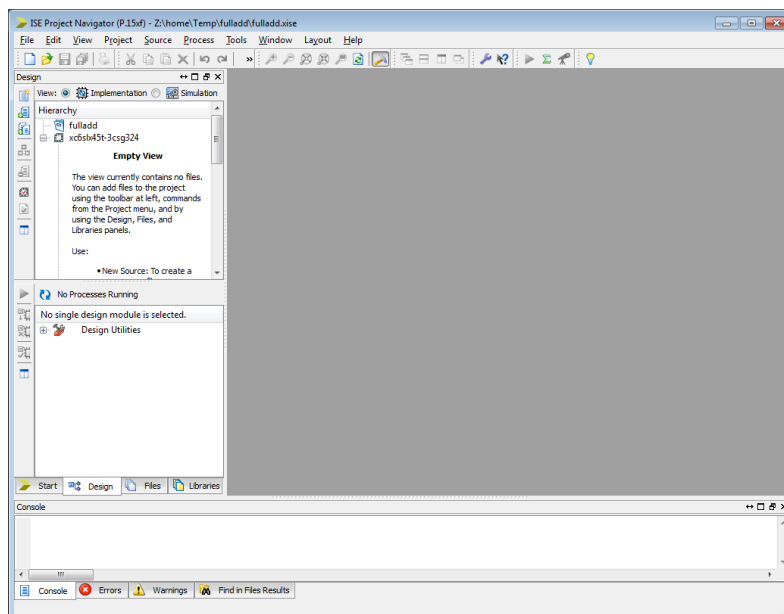 ISE Project Navigator (P.15xf) - Z:\home\Temp\fulladd\fulladd.xise
File Edit View Project Source Process Tools Window Layout Help
»
Design
View: Implementation Simulation
Hierarchy
fulladd
xc6slx45t-3csg324
Empty View
The view currently contains no files.
You can add files to the project
using the toolbar at left, commands
from the Project menu, and by
using the Design, Files, and
Libraries panels.
Use:
•New Source: To create a
No Processes Running
No single design module is selected.
Design Utilities
Start Design Files Libraries
Console
Console Errors Warnings Find in Files Results